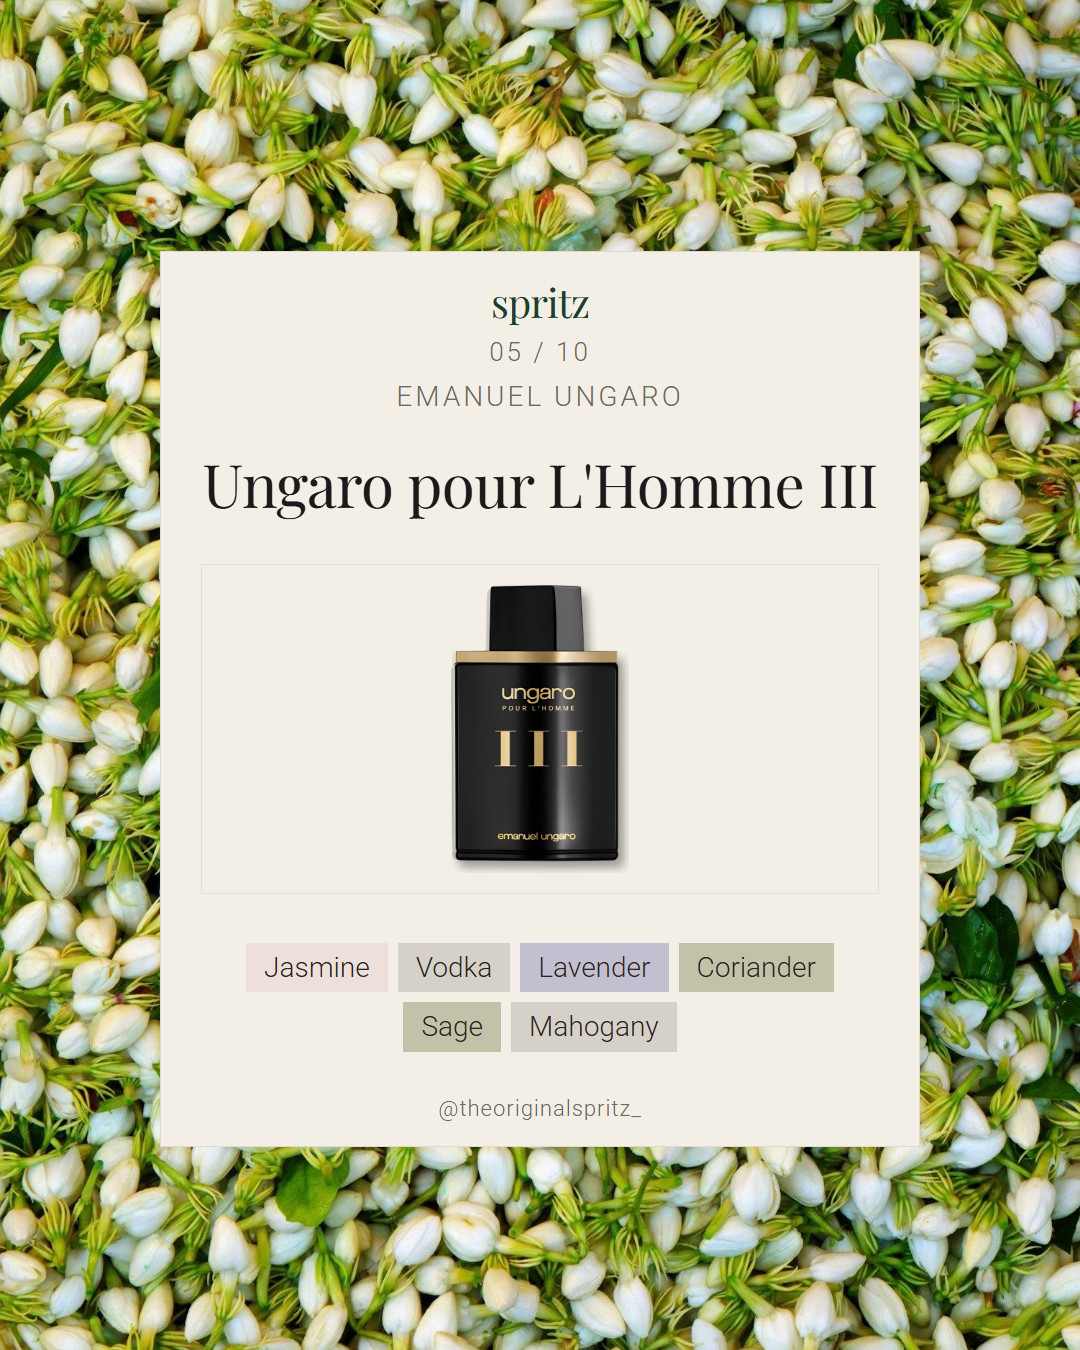 spritz
05 / 10
EMANUEL UNGARO
Ungaro pour L'Homme III
ungaro
POUR L'HOMME
III
emanuel ungaro
Jasmine Vodka Lavender Coriander
Sage Mahogany
@theoriginalspritz_